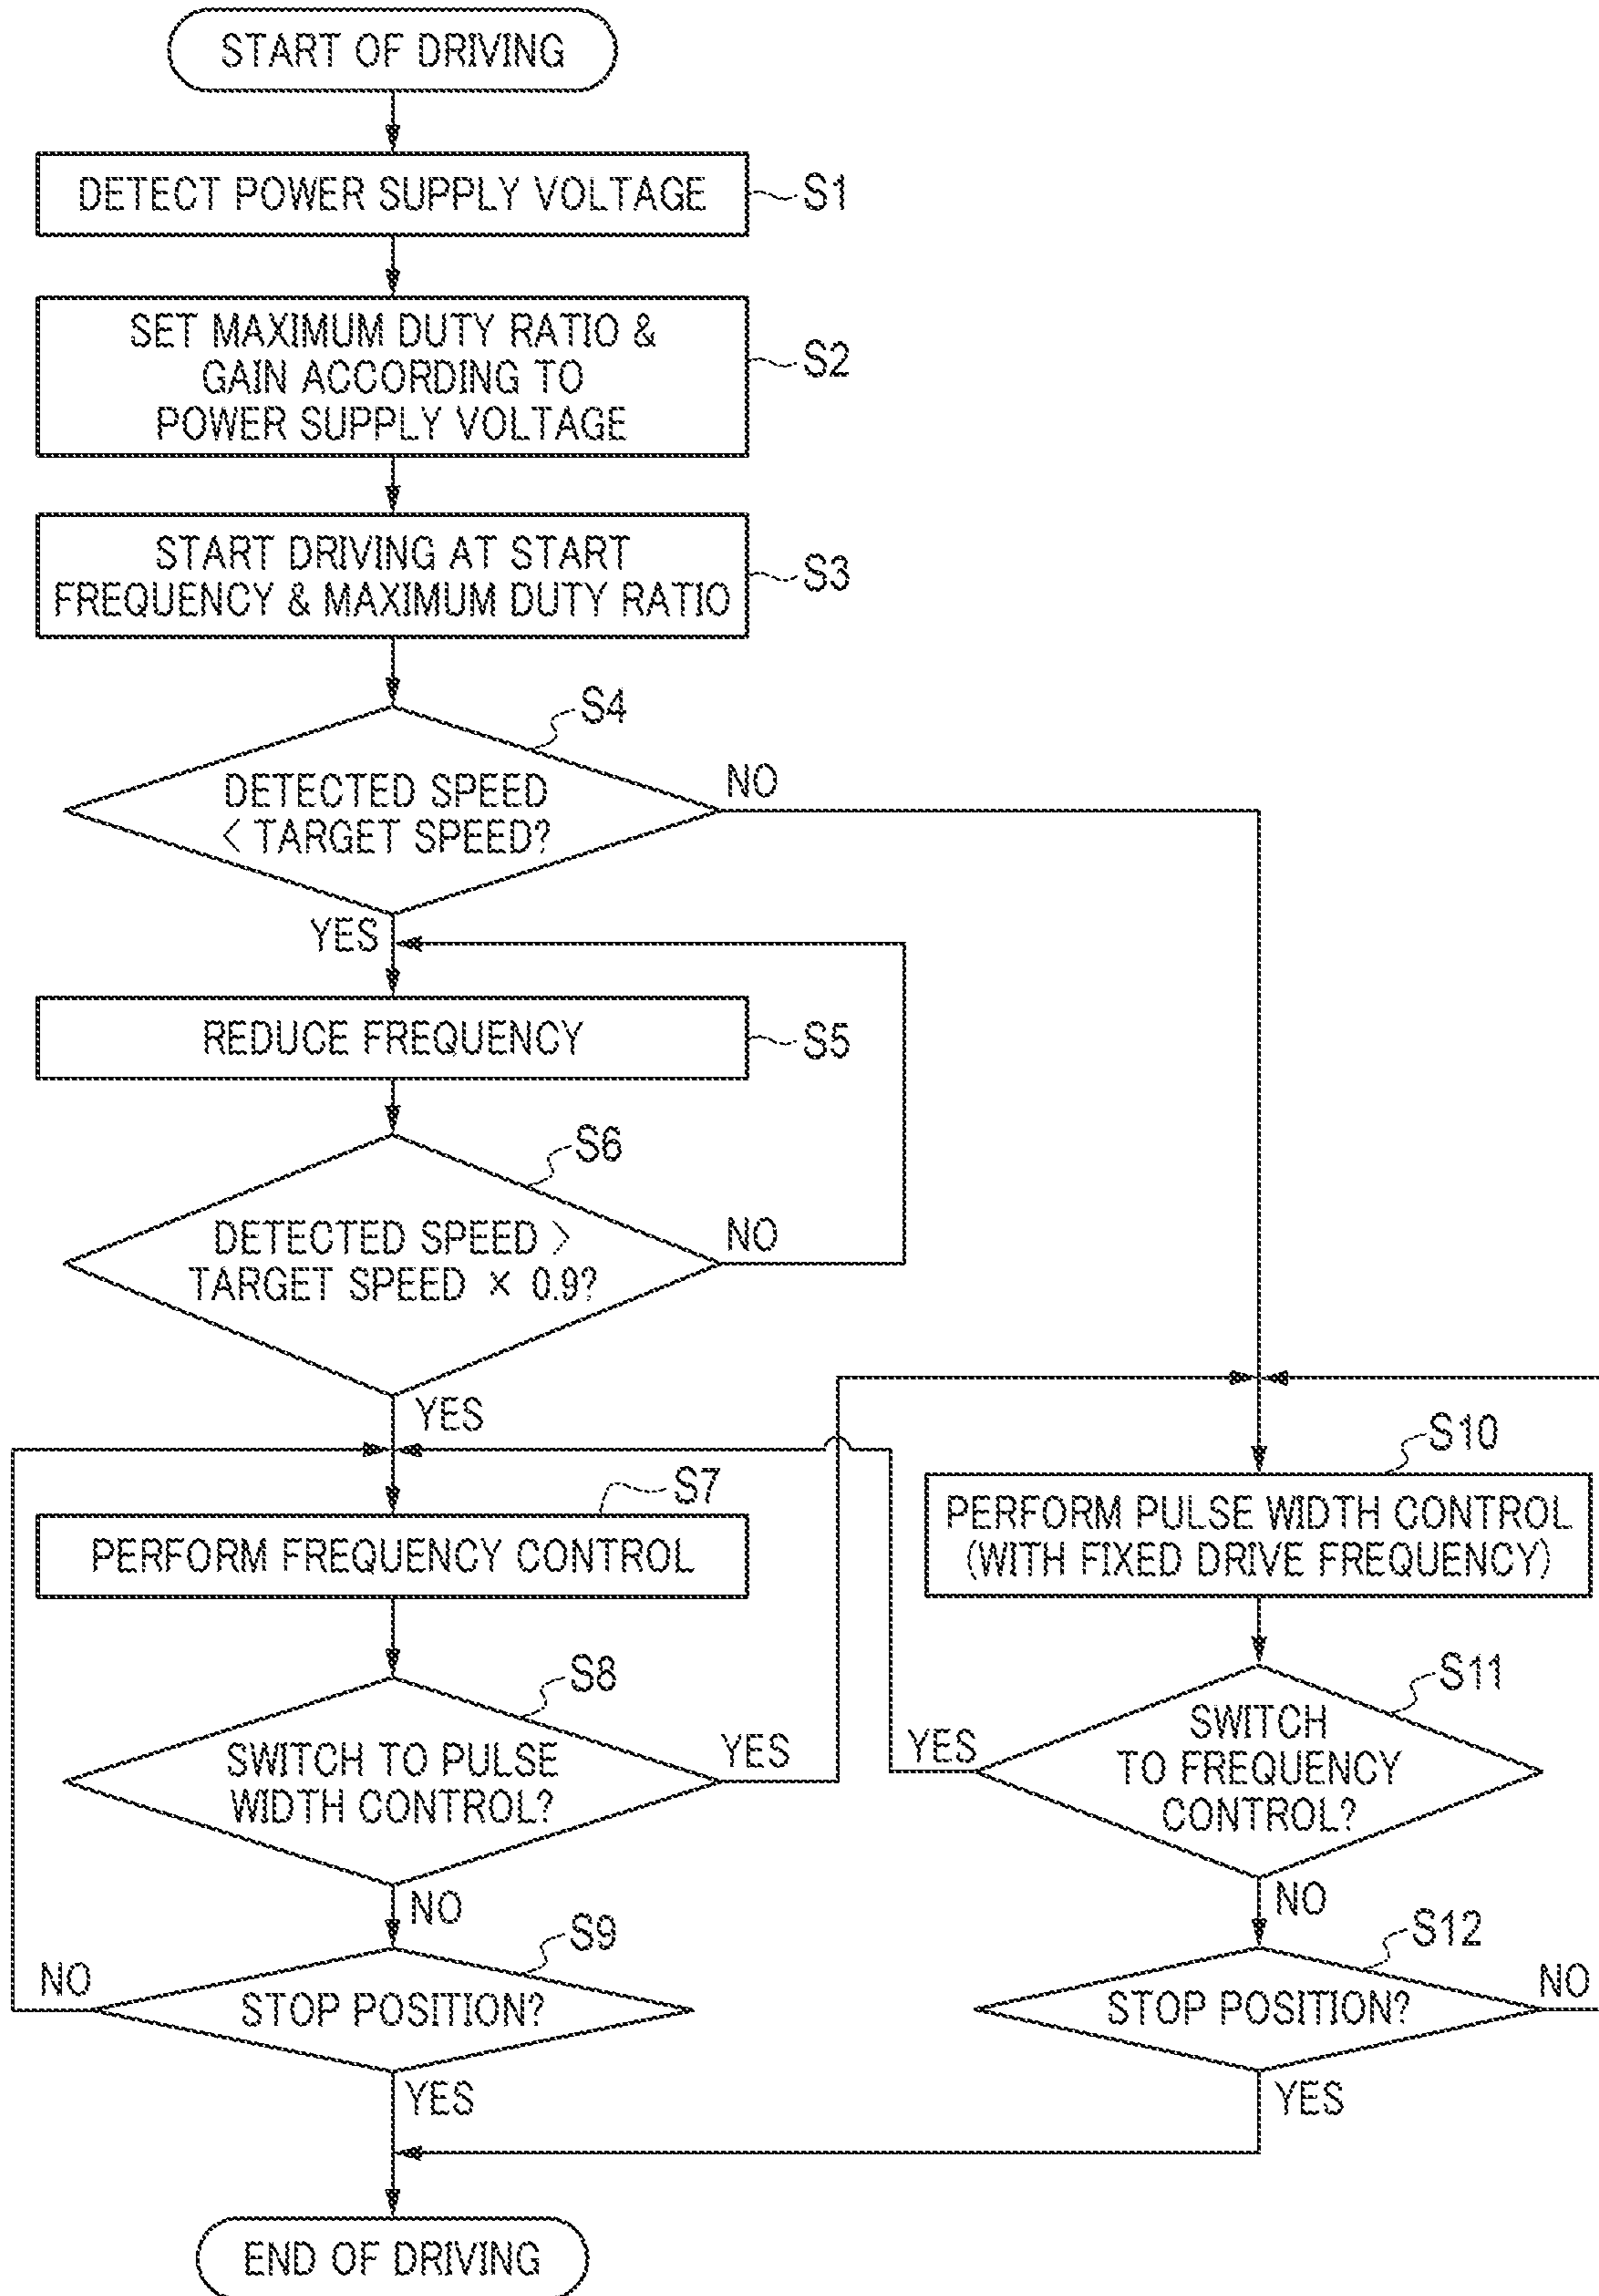 START OF DRIVING
DETECT POWER SUPPLY VOLTAGE
S1
SET MAXIMUM DUTY RATIO &
GAIN ACCORDING TO
POWER SUPPLY VOLTAGE
S2
START DRIVING AT START
FREQUENCY & MAXIMUM DUTY RATIO
S3
S4
DETECTED SPEED
< TARGET SPEED?
NO
YES
REDUCE FREQUENCY
S5
S6
DETECTED SPEED >
TARGET SPEED × 0.9?
NO
YES
S7
PERFORM FREQUENCY CONTROL
S8
SWITCH TO PULSE
WIDTH CONTROL?
YES
NO
S9
STOP POSITION?
NO
YES
S10
PERFORM PULSE WIDTH CONTROL
(WITH FIXED DRIVE FREQUENCY)
S11
SWITCH
TO FREQUENCY
CONTROL?
YES
NO
S12
STOP POSITION?
NO
YES
END OF DRIVING